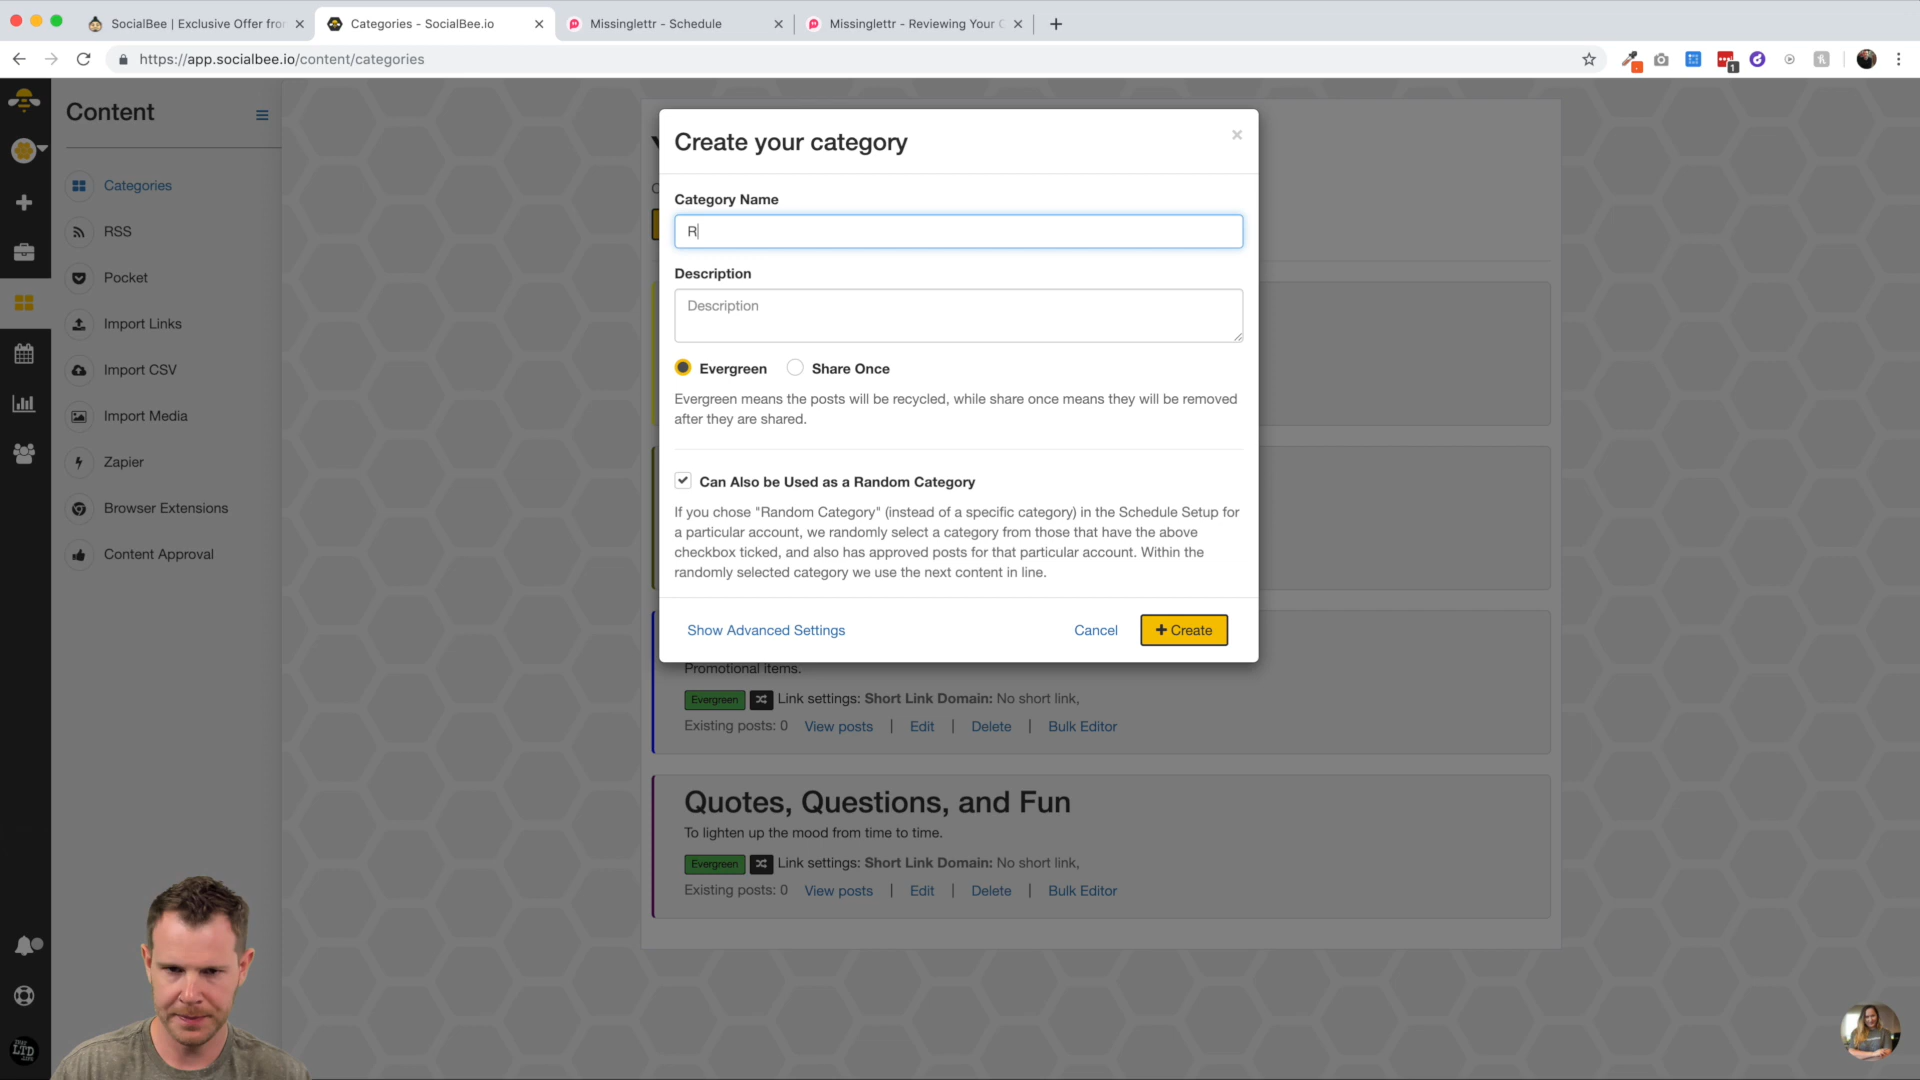 SocialBee | Exclusive Offer from
Categories - SocialBee.io
Missinglettr - Schedule
Missinglettr - Reviewing Your C
https://app.socialbee.io/content/categories
1
Content
Categories
RSS
Pocket
Import Links
Import CSV
Import Media
Zapier
Browser Extensions
Content Approval
LTD
Create your category
×
Category Name
R
Description
Description
Evergreen
Share Once
Evergreen means the posts will be recycled, while share once means they will be removed
after they are shared.
Can Also be Used as a Random Category
If you chose "Random Category" (instead of a specific category) in the Schedule Setup for
a particular account, we randomly select a category from those that have the above
checkbox ticked, and also has approved posts for that particular account. Within the
randomly selected category we use the next content in line.
Show Advanced Settings
Cancel
+ Create
Promotional items.
Evergreen Link settings: Short Link Domain: No short link,
Existing posts: 0 View posts | Edit | Delete | Bulk Editor
Quotes, Questions, and Fun
To lighten up the mood from time to time.
Evergreen Link settings: Short Link Domain: No short link,
Existing posts: 0 View posts | Edit | Delete | Bulk Editor